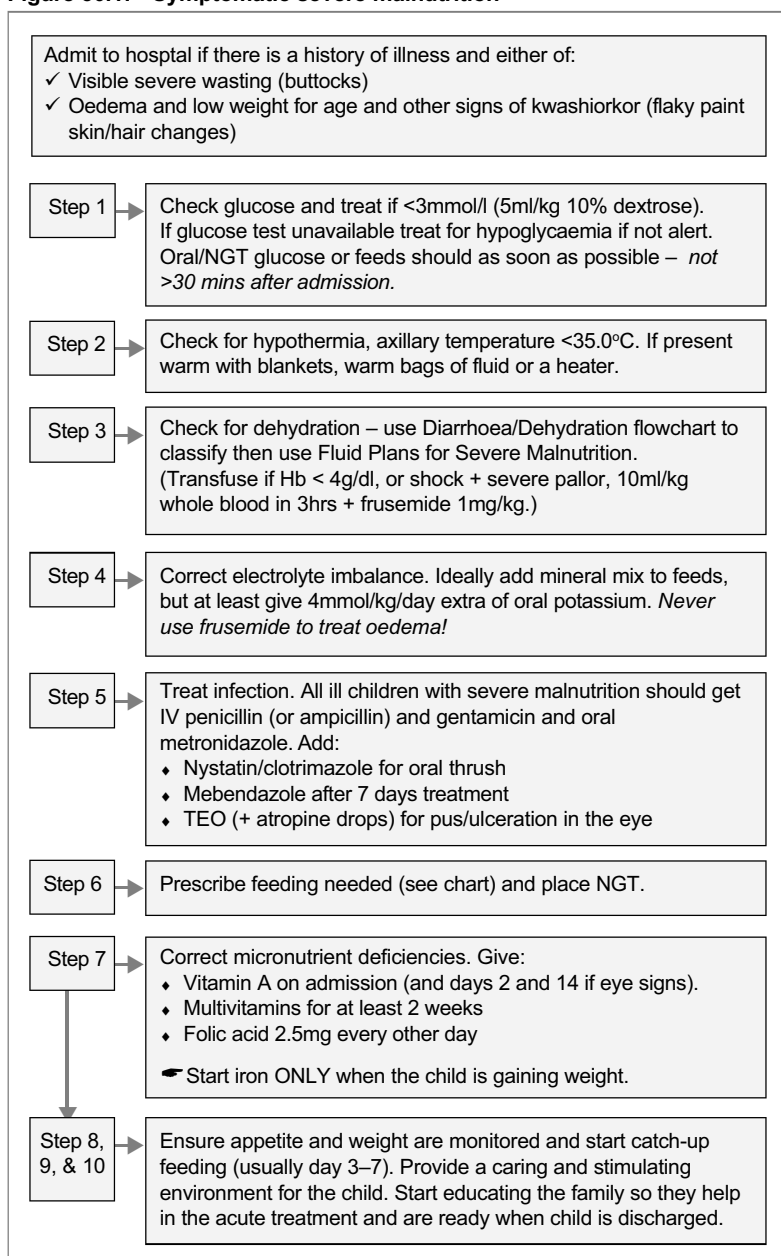 Admit to hosptal if there is a history of illness and either of:
✓ Visible severe wasting (buttocks)
✓ Oedema and low weight for age and other signs of kwashiorkor (flaky paint
skin/hair changes)
Step 1
Check glucose and treat if <3mmol/l (5ml/kg 10% dextrose).
If glucose test unavailable treat for hypoglycaemia if not alert.
Oral/NGT glucose or feeds should as soon as possible – not
>30 mins after admission.
Step 2
Check for hypothermia, axillary temperature <35.0°C. If present
warm with blankets, warm bags of fluid or a heater.
Step 3
Check for dehydration – use Diarrhoea/Dehydration flowchart to
classify then use Fluid Plans for Severe Malnutrition.
(Transfuse if Hb < 4g/dl, or shock + severe pallor, 10ml/kg
whole blood in 3hrs + frusemide 1mg/kg.)
Step 4
Correct electrolyte imbalance. Ideally add mineral mix to feeds,
but at least give 4mmol/kg/day extra of oral potassium. Never
use frusemide to treat oedema!
Step 5
Treat infection. All ill children with severe malnutrition should get
IV penicillin (or ampicillin) and gentamicin and oral
metronidazole. Add:
♦ Nystatin/clotrimazole for oral thrush
♦ Mebendazole after 7 days treatment
♦ TEO (+ atropine drops) for pus/ulceration in the eye
Step 6
Prescribe feeding needed (see chart) and place NGT.
Step 7
Correct micronutrient deficiencies. Give:
♦ Vitamin A on admission (and days 2 and 14 if eye signs).
♦ Multivitamins for at least 2 weeks
♦ Folic acid 2.5mg every other day
☛ Start iron ONLY when the child is gaining weight.
Step 8,
9, & 10
Ensure appetite and weight are monitored and start catch-up
feeding (usually day 3–7). Provide a caring and stimulating
environment for the child. Start educating the family so they help
in the acute treatment and are ready when child is discharged.